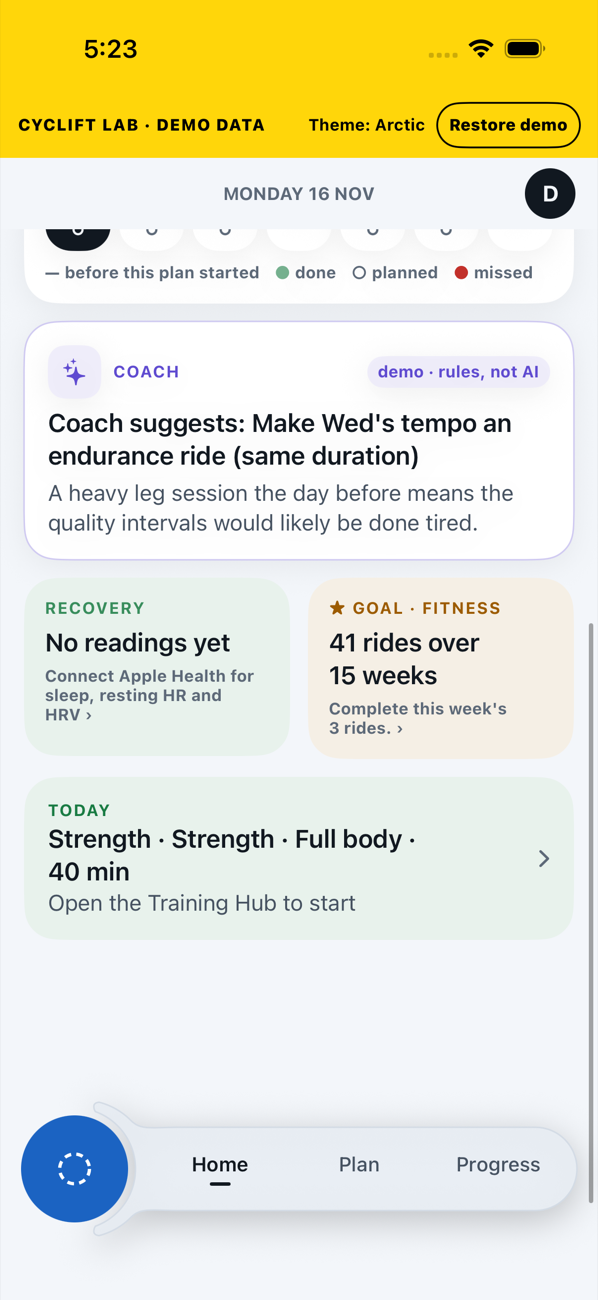 5:23
CYCLIFT LAB · DEMO DATA
Theme: Arctic
Restore demo
MONDAY 16 NOV
D
— before this plan started
done
planned
missed
COACH
demo · rules, not AI
Coach suggests: Make Wed's tempo an
endurance ride (same duration)
A heavy leg session the day before means the
quality intervals would likely be done tired.
RECOVERY
No readings yet
Connect Apple Health for
sleep, resting HR and
HRV ›
★ GOAL · FITNESS
41 rides over
15 weeks
Complete this week's
3 rides. ›
TODAY
Strength · Strength · Full body ·
40 min
Open the Training Hub to start
Home
Plan
Progress